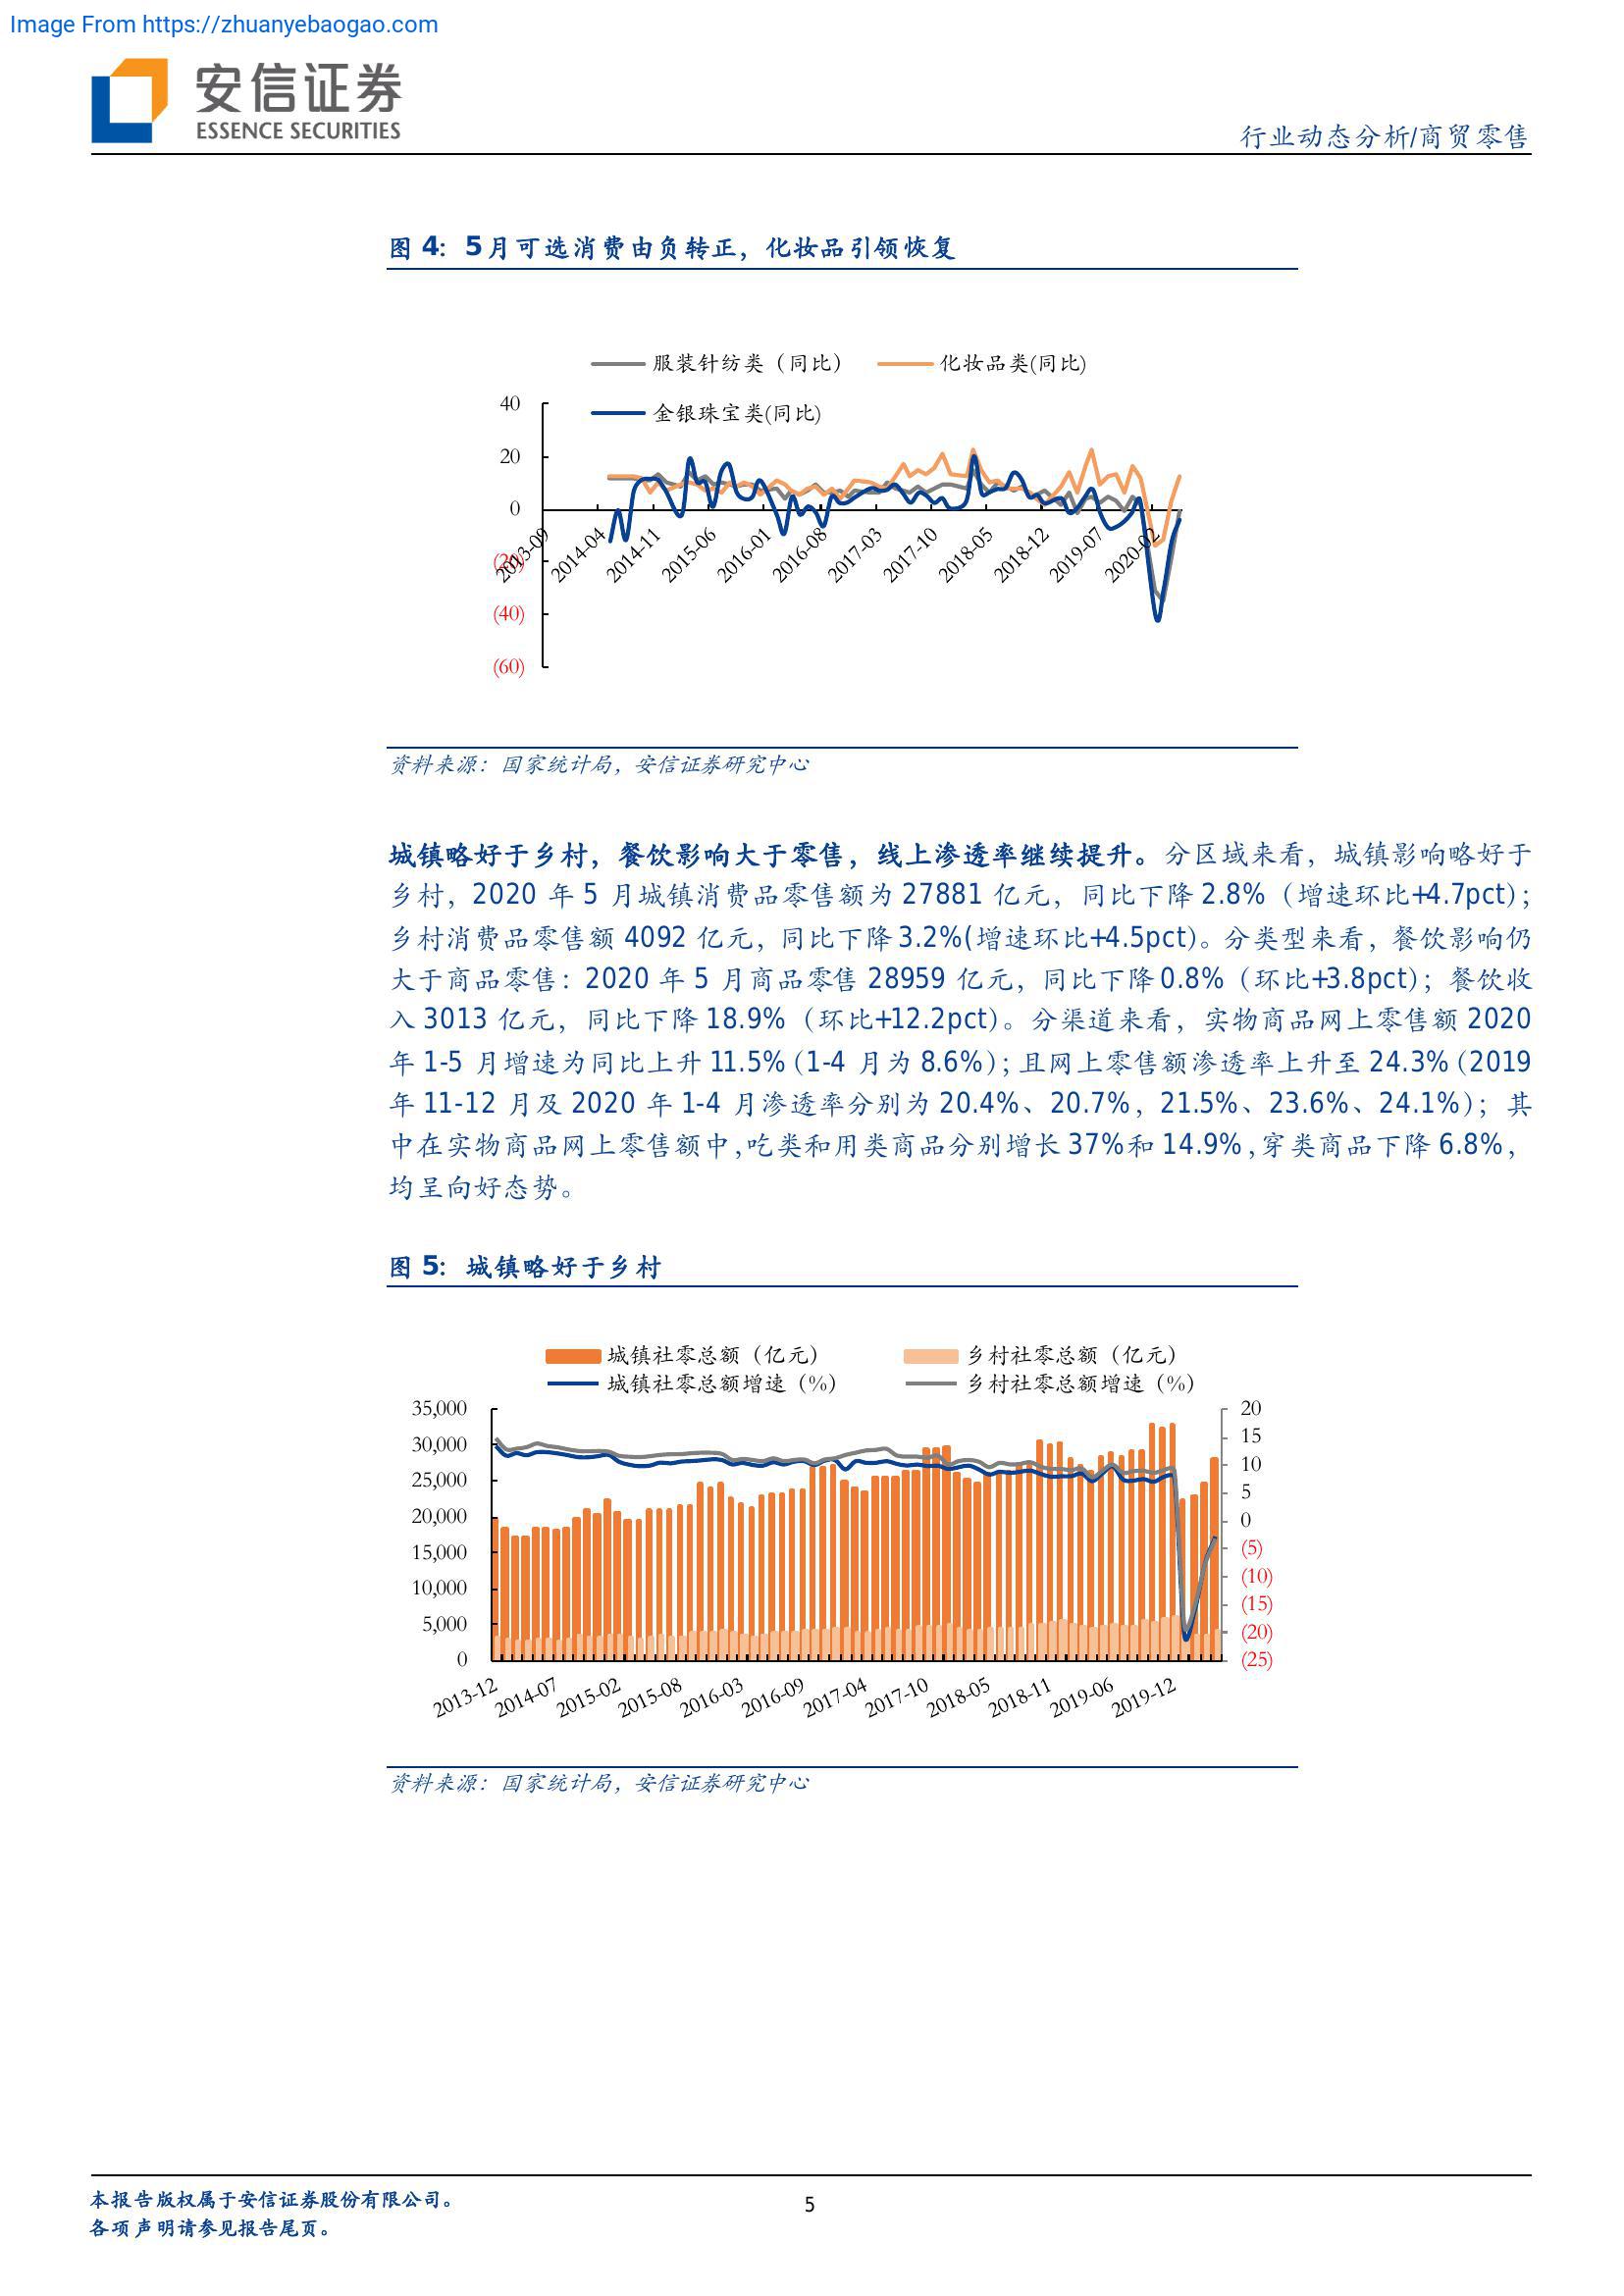 Image From https://zhuanyebaogao.com
安信证券
ESSENCE SECURITIES
行业动态分析/商贸零售
图 4：5月可选消费由负转正，化妆品引领恢复
服装针纺类（同比）
化妆品类(同比)
金银珠宝类(同比)
40
20
0
(20)
(40)
(60)
2013-09
2014-04
2014-11
2015-06
2016-01
2016-08
2017-03
2017-10
2018-05
2018-12
2019-07
2020-02
资料来源：国家统计局，安信证券研究中心
城镇略好于乡村，餐饮影响大于零售，线上渗透率继续提升。分区域来看，城镇影响略好于
乡村，2020 年 5 月城镇消费品零售额为 27881 亿元，同比下降 2.8%（增速环比+4.7pct）；
乡村消费品零售额 4092 亿元，同比下降 3.2%(增速环比+4.5pct)。分类型来看，餐饮影响仍
大于商品零售：2020 年 5 月商品零售 28959 亿元，同比下降 0.8%（环比+3.8pct）；餐饮收
入 3013 亿元，同比下降 18.9%（环比+12.2pct）。分渠道来看，实物商品网上零售额 2020
年 1-5 月增速为同比上升 11.5%（1-4 月为 8.6%）；且网上零售额渗透率上升至 24.3%（2019
年 11-12 月及 2020 年 1-4 月渗透率分别为 20.4%、20.7%，21.5%、23.6%、24.1%）；其
中在实物商品网上零售额中，吃类和用类商品分别增长 37%和 14.9%，穿类商品下降 6.8%，
均呈向好态势。
图 5：城镇略好于乡村
城镇社零总额（亿元）
乡村社零总额（亿元）
城镇社零总额增速（%）
乡村社零总额增速（%）
35,000
30,000
25,000
20,000
15,000
10,000
5,000
0
20
15
10
5
0
(5)
(10)
(15)
(20)
(25)
2013-12
2014-07
2015-02
2015-08
2016-03
2016-09
2017-04
2017-10
2018-05
2018-11
2019-06
2019-12
资料来源：国家统计局，安信证券研究中心
本报告版权属于安信证券股份有限公司。
各项声明请参见报告尾页。
5